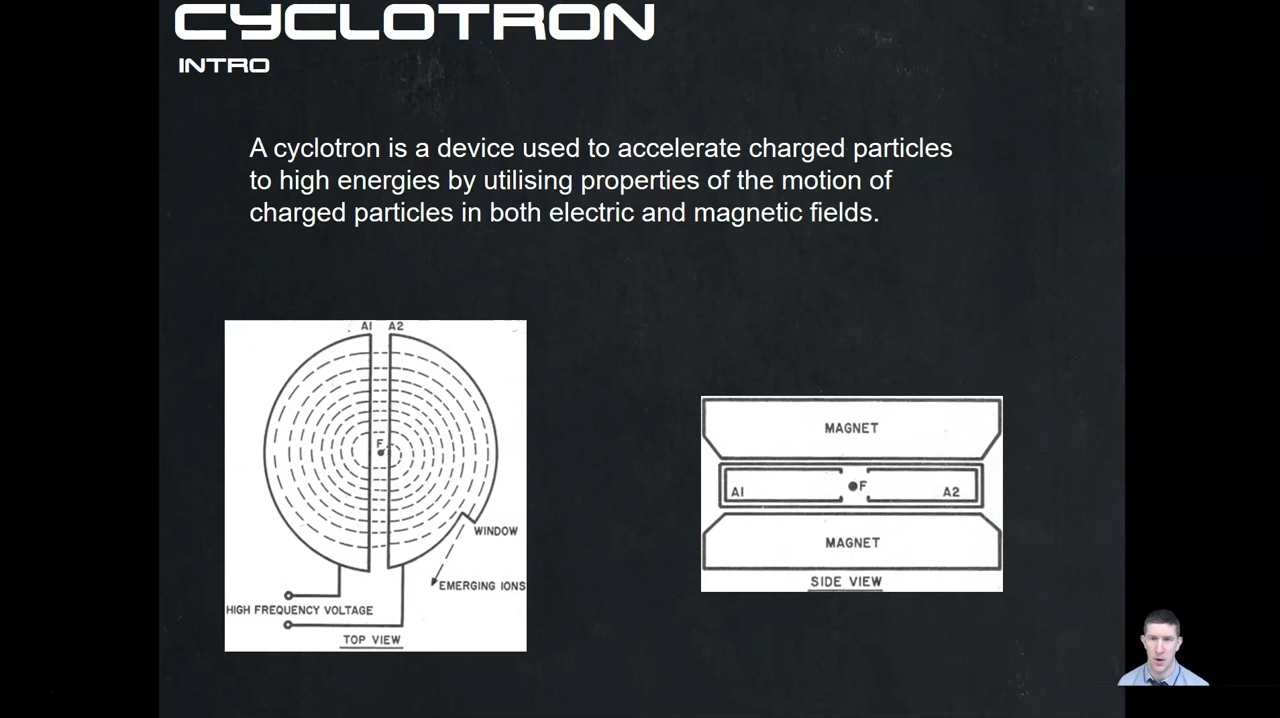 CYCLOTRON
INTRO
A cyclotron is a device used to accelerate charged particles
to high energies by utilising properties of the motion of
charged particles in both electric and magnetic fields.
A1 A2
F
WINDOW
EMERGING IONS
HIGH FREQUENCY VOLTAGE
TOP VIEW
MAGNET
A1 F A2
MAGNET
SIDE VIEW